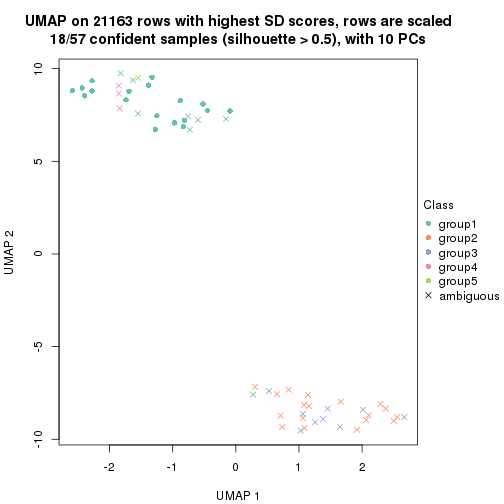 UMAP on 21163 rows with highest SD scores, rows are scaled
18/57 confident samples (silhouette > 0.5), with 10 PCs
10
5
0
-5
-10
UMAP 2
-2
-1
0
1
2
UMAP 1
Class
group1
group2
group3
group4
group5
ambiguous